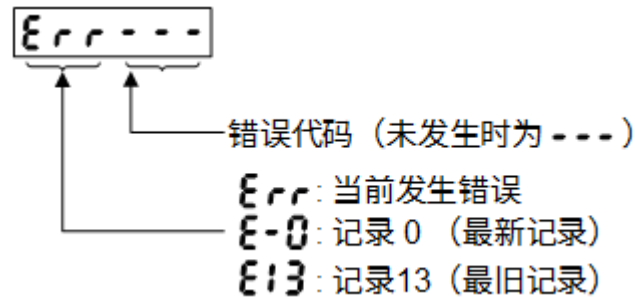 Err---
错误代码（未发生时为---）
Err: 当前发生错误
E-0: 记录 0 （最新记录）
E13: 记录13（最旧记录）